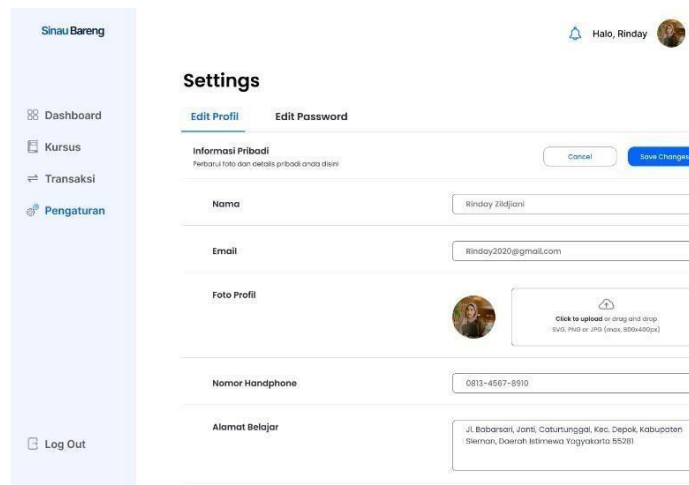 Sinau Bareng
Halo, Rinday
Settings
Dashboard
Kursus
Transaksi
Pengaturan
Log Out
Edit Profil
Edit Password
Informasi Pribadi
Perbarui foto dan details pribadi anda disini
Cancel
Save Changes
Nama
Rinday Zildjiani
Email
Rinday2020@gmail.com
Foto Profil
Click to upload or drag and drop
SVG, PNG or JPG (max, 800x400px)
Nomor Handphone
0813-4567-8910
Alamat Belajar
Jl. Babarsari, Janti, Caturtunggal, Kec. Depok, Kabupaten
Sleman, Daerah Istimewa Yogyakarta 55281